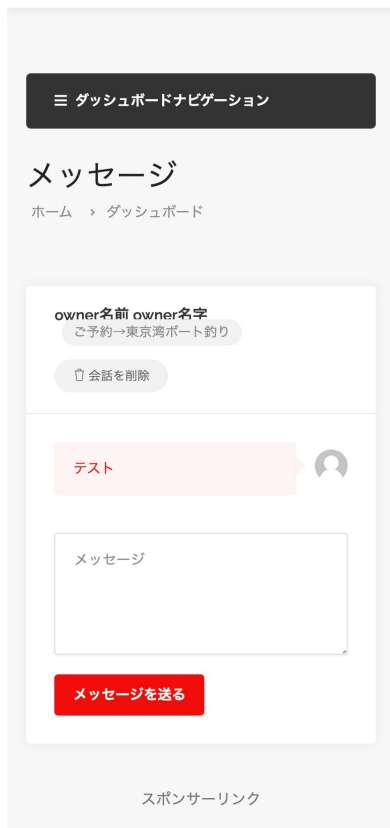 ダッシュボードナビゲーション
メッセージ
ホーム › ダッシュボード
owner名前 owner名字
ご予約→東京湾ボート釣り
会話を削除
テスト
メッセージ
メッセージを送る
スポンサーリンク